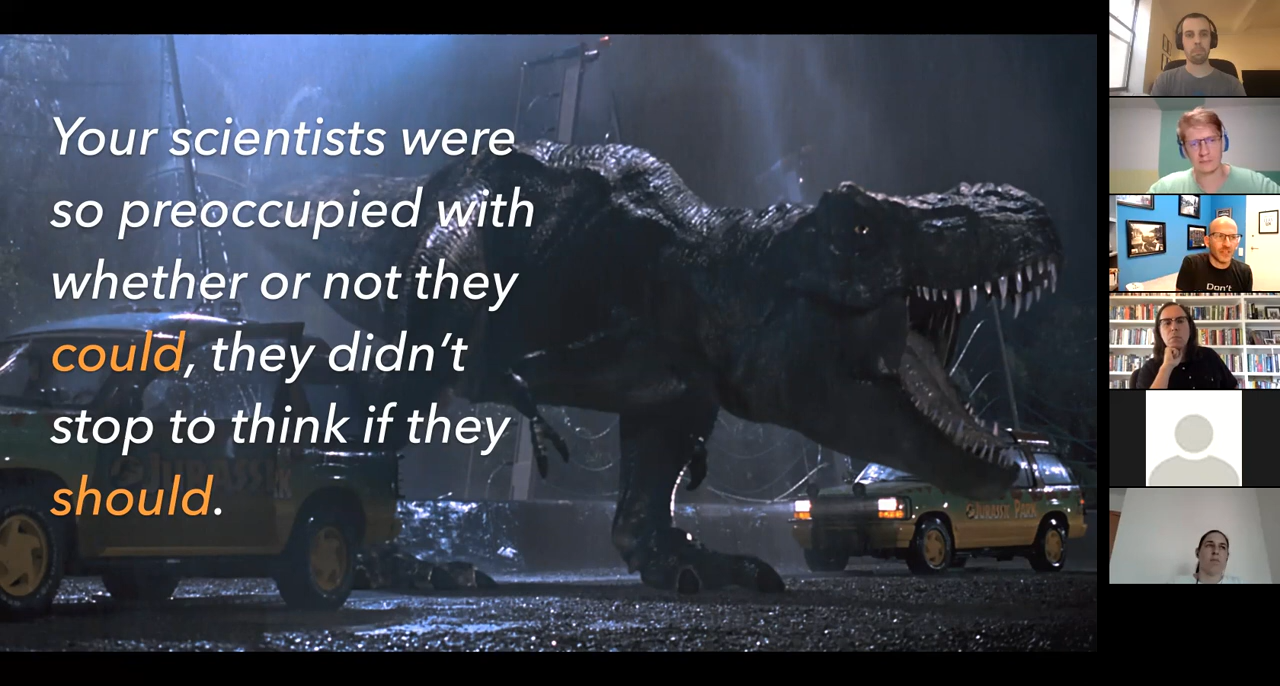 Your scientists were
so preoccupied with
whether or not they
could, they didn’t
stop to think if they
should.
JURASSIC PARK
Don't